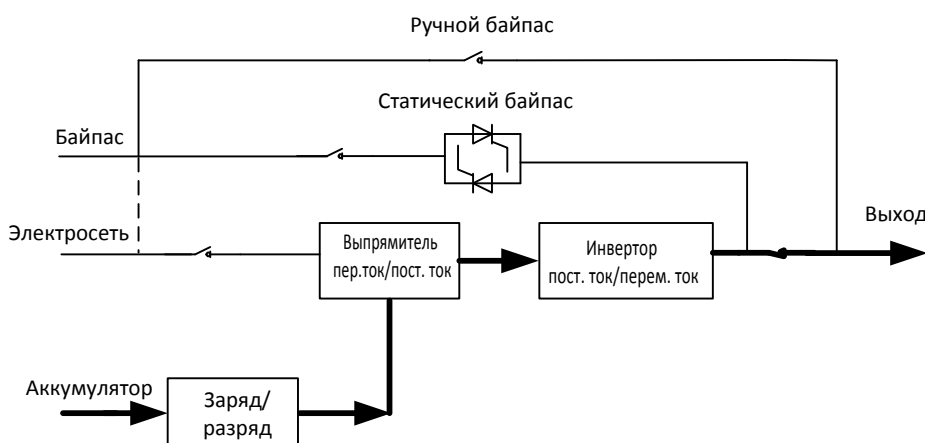 Ручной байпас
Статический байпас
Байпас
Выход
Электросеть
Выпрямитель
пер.ток/пост. ток
Инвертор
пост. ток/перем. ток
Аккумулятор
Заряд/
разряд